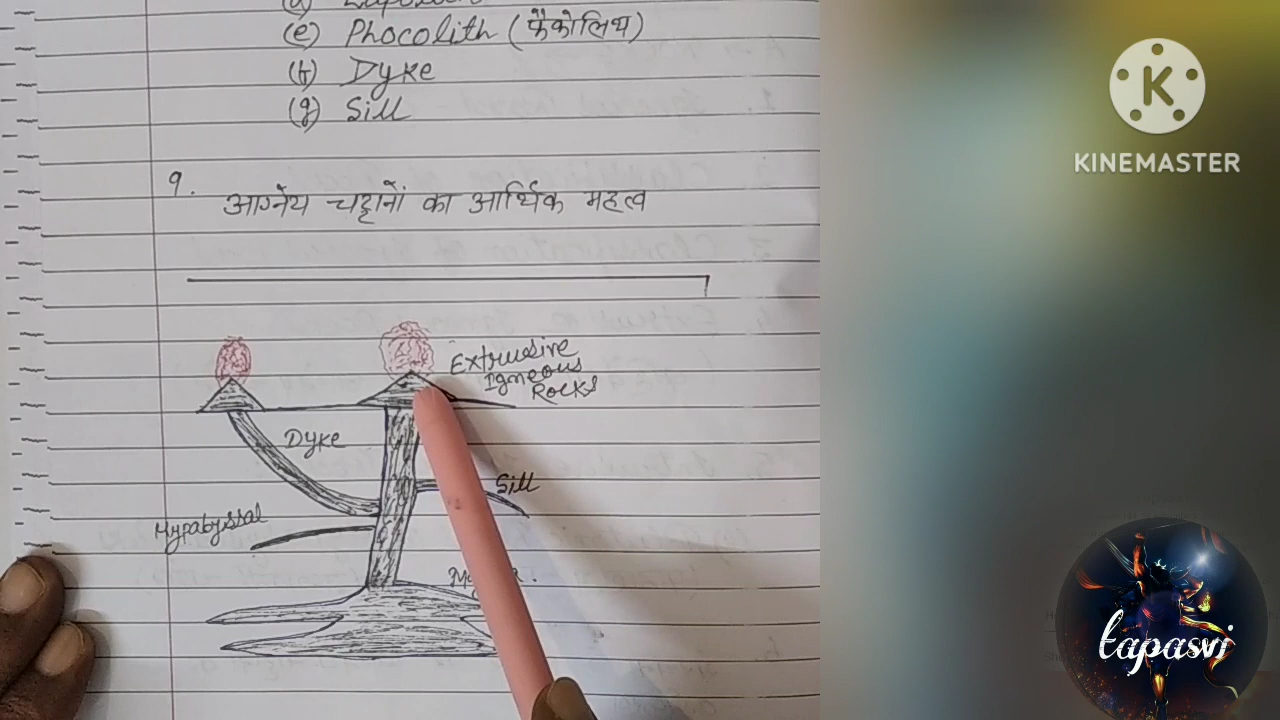 (e) Phocolith (फैकोलिथ)
(f) Dyke
(g) Sill
9.
आग्नेय चट्टानों का आर्थिक महत्व
Extrusive
Igneous
Rocks
Dyke
Sill
Hypabyssal
K
KINEMASTER
tapasvi